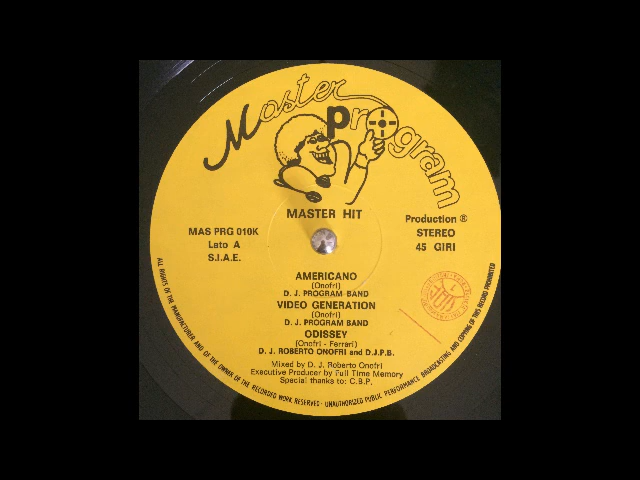 Master
program
MASTER HIT
MAS PRG 010K
Lato A
S.I.A.E.
Production ℗
STEREO
45 GIRI
AMERICANO
(Onofri)
D. J. PROGRAM BAND
VIDEO GENERATION
(Onofri)
D. J. PROGRAM BAND
ODISSEY
(Onofri - Ferrari)
D. J. ROBERTO ONOFRI and D.J.P.B.
Mixed by D. J. Roberto Onofri
Executive Producer by Full Time Memory
Special thanks to: C.B.P.
ALL RIGHTS OF THE MANUFACTURER AND OF THE OWNER OF THE RECORDED WORK RESERVED - UNAUTHORIZED PUBLIC PERFORMANCE BROADCASTING AND COPYING OF THIS RECORD PROHIBITED